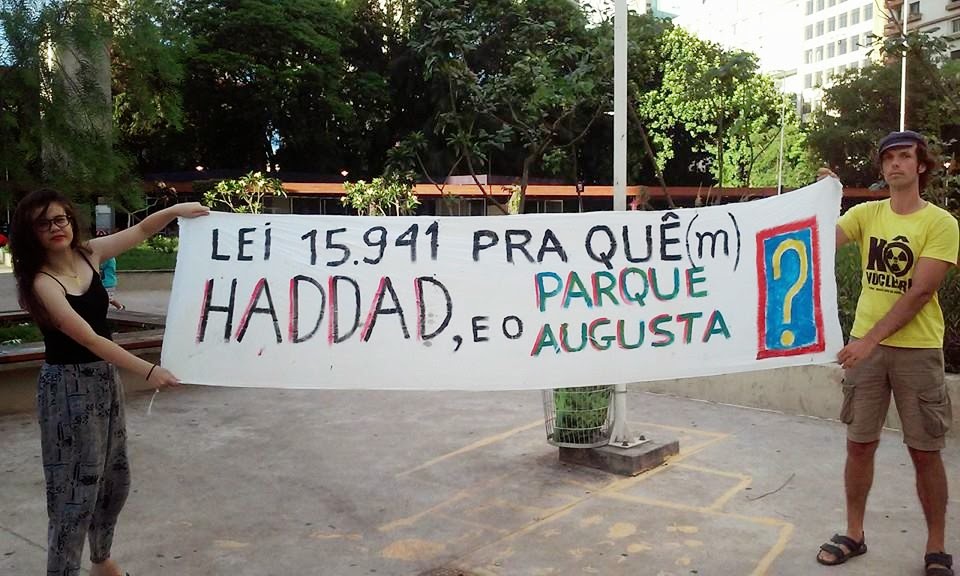 LEI 15.941 PRA QUÊ(m)
HADDAD, E O PARQUE
AUGUSTA ?